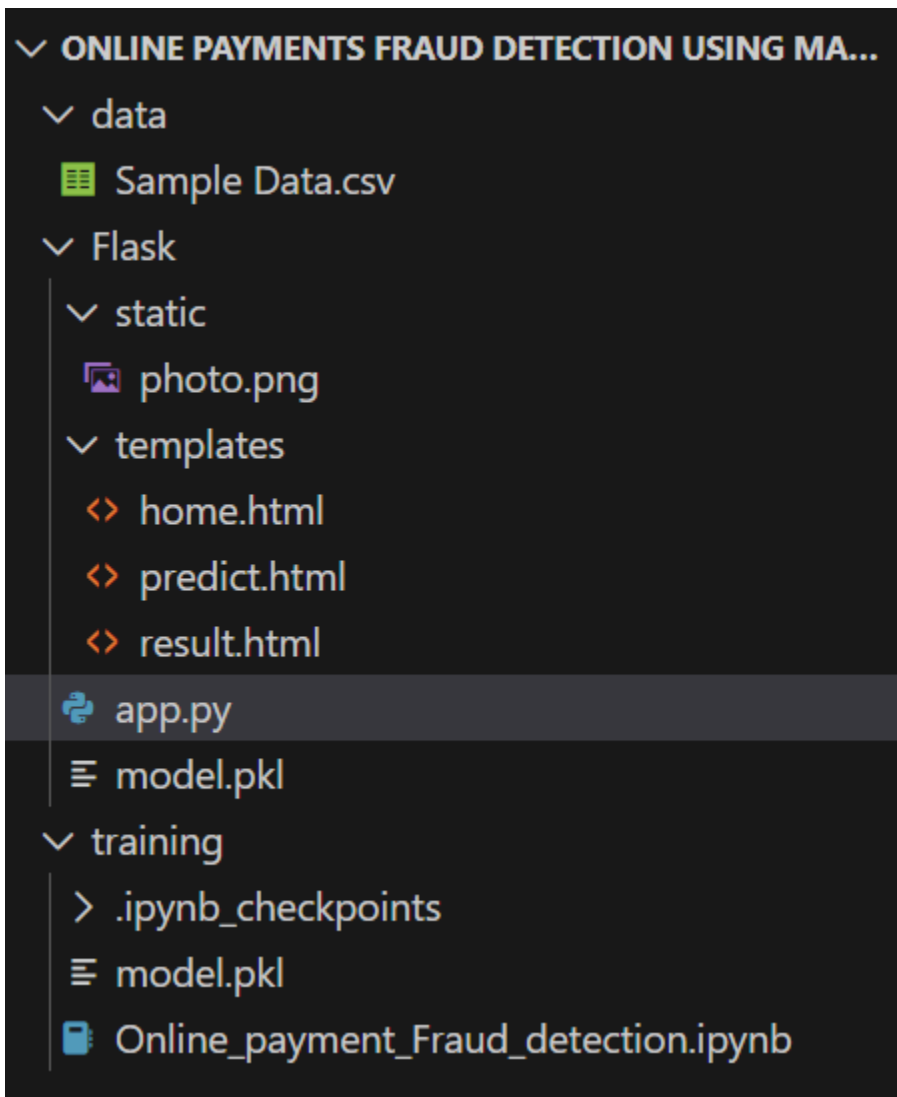 ONLINE PAYMENTS FRAUD DETECTION USING MA...
data
Sample Data.csv
Flask
static
photo.png
templates
home.html
predict.html
result.html
app.py
model.pkl
training
.ipynb_checkpoints
model.pkl
Online_payment_Fraud_detection.ipynb